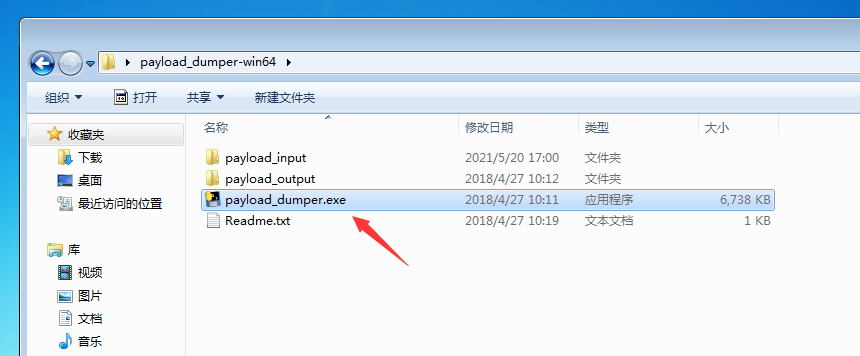 payload_dumper-win64
组织 打开 共享 新建文件夹
名称 修改日期 类型 大小
收藏夹
下载
桌面
最近访问的位置
库
视频
图片
文档
音乐
payload_input 2021/5/20 17:00 文件夹
payload_output 2018/4/27 10:12 文件夹
payload_dumper.exe 2018/4/27 10:11 应用程序 6,738 KB
Readme.txt 2018/4/27 10:19 文本文档 1 KB